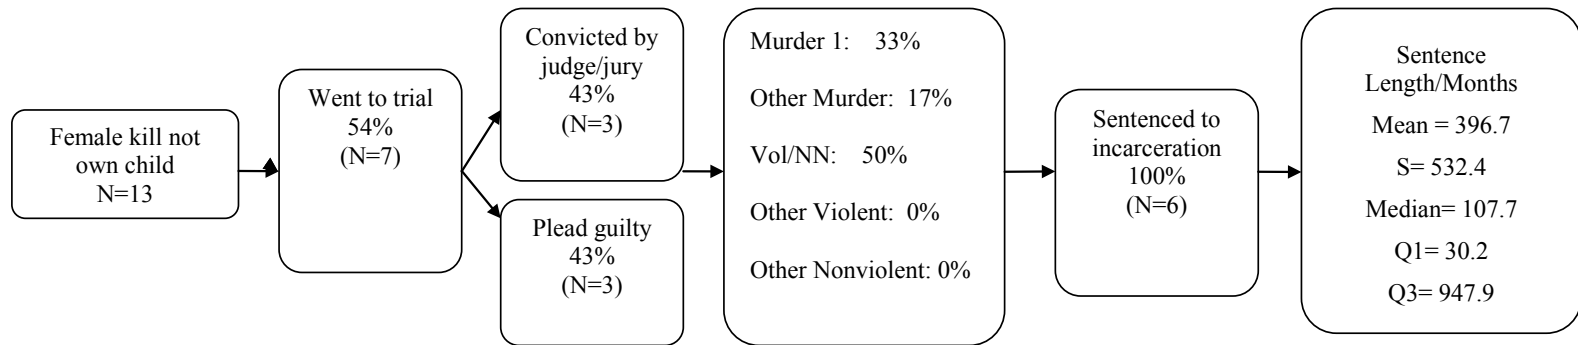 Female kill not
own child
N=13
Went to trial
54%
(N=7)
Convicted by
judge/jury
43%
(N=3)
Plead guilty
43%
(N=3)
Murder 1: 33%
Other Murder: 17%
Vol/NN: 50%
Other Violent: 0%
Other Nonviolent: 0%
Sentenced to
incarceration
100%
(N=6)
Sentence
Length/Months
Mean = 396.7
S= 532.4
Median= 107.7
Q1= 30.2
Q3= 947.9